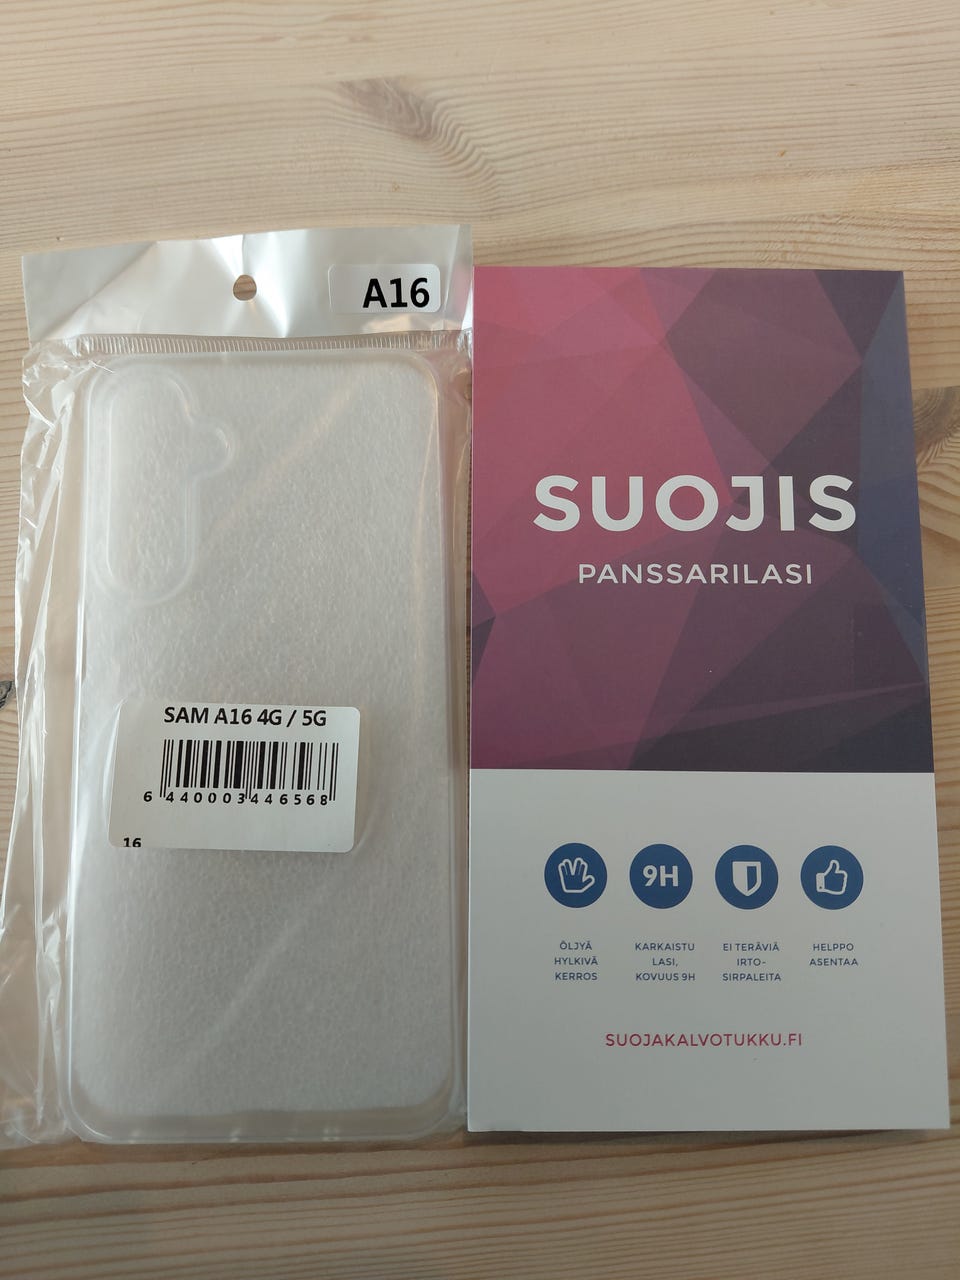 A16
SAM A16 4G / 5G
6 440003 446568
16
SUOJIS
PANSSARILASI
9H
ÖLJYÄ
HYLKIVÄ
KERROS
KARKAISTU
LASI,
KOVUUS 9H
EI TERÄVIÄ
IRTO-
SIRPALEITA
HELPPO
ASENTAA
SUOJAKALVOTUKKU.FI